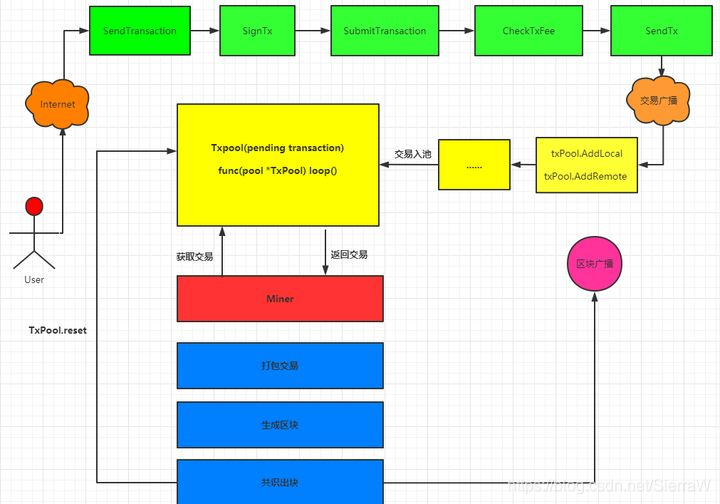 SendTransaction
SignTx
SubmitTransaction
CheckTxFee
SendTx
Internet
交易广播
Txpool(pending transaction)
func(pool *TxPool) loop()
交易入池
......
txPool.AddLocal
txPool.AddRemote
User
获取交易
返回交易
区块广播
Miner
TxPool.reset
打包交易
生成区块
共识出块
https://blog.csdn.net/SierraW